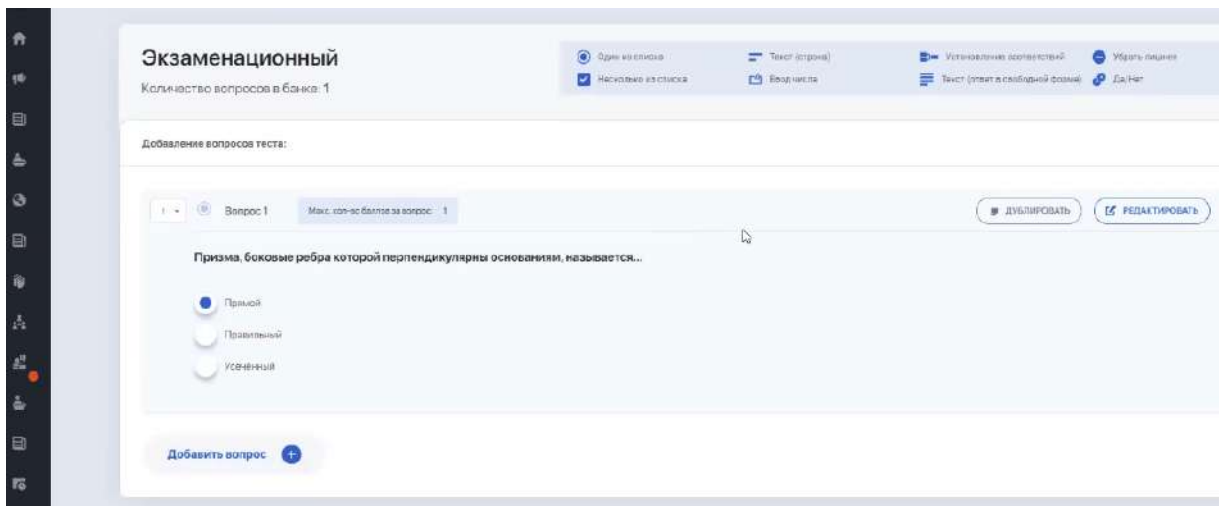 Экзаменационный
Количество вопросов в банке: 1
Один из списка
Текст (строка)
Установление соответствий
Убрать лишнее
Несколько из списка
Ввод числа
Текст (ответ в свободной форме)
Да/Нет
Добавление вопросов теста:
1
Вопрос 1
Макс. кол-во баллов за вопрос: 1
ДУБЛИРОВАТЬ
РЕДАКТИРОВАТЬ
Призма, боковые ребра которой перпендикулярны основаниям, называется...
Прямой
Правильный
Усеченный
Добавить вопрос